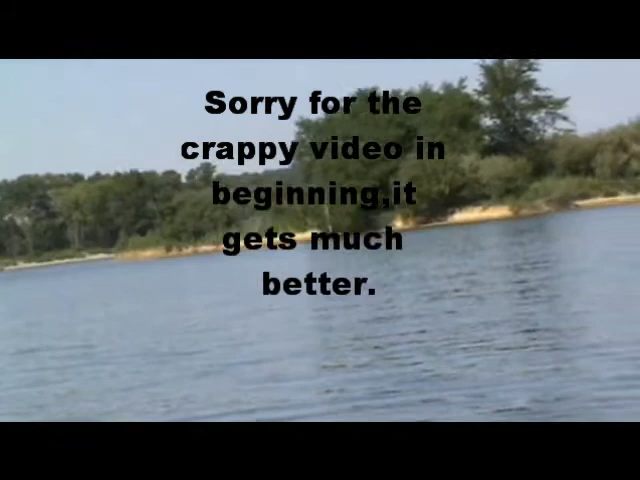 Sorry for the
crappy video in
beginning,it
gets much
better.